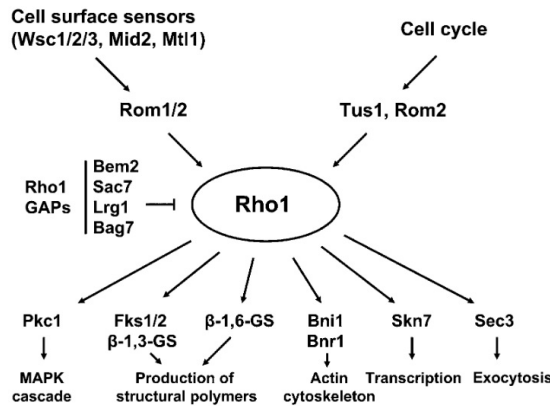 Cell surface sensors
(Wsc1/2/3, Mid2, Mtl1)
Cell cycle
Rom1/2
Tus1, Rom2
Rho1
GAPs
Bem2
Sac7
Lrg1
Bag7
Rho1
Pkc1
Fks1/2
β-1,3-GS
β-1,6-GS
Bni1
Bnr1
Skn7
Sec3
MAPK
cascade
Production of
structural polymers
Actin
cytoskeleton
Transcription
Exocytosis